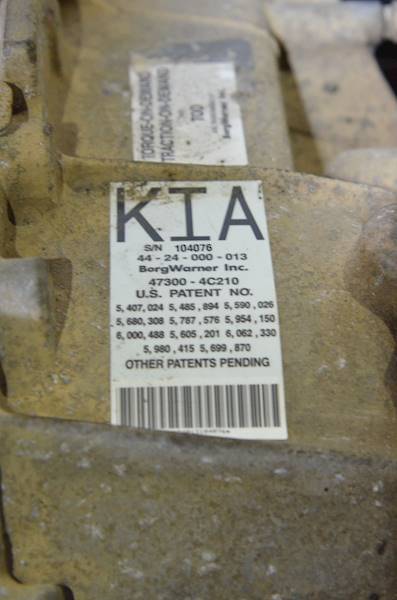 TORQUE-ON-DEMAND
TRACTION-ON-DEMAND
TOD
BorgWarner Inc.
KIA
S/N 104076
44 - 24 - 000 - 013
BorgWarner Inc.
47300 - 4C210
U.S. PATENT NO.
5, 407, 024 5, 485, 894 5, 590, 026
5, 680, 308 5, 787, 576 5, 954, 150
6, 000, 488 5, 605, 201 6, 062, 330
5, 980, 415 5, 699, 870
OTHER PATENTS PENDING